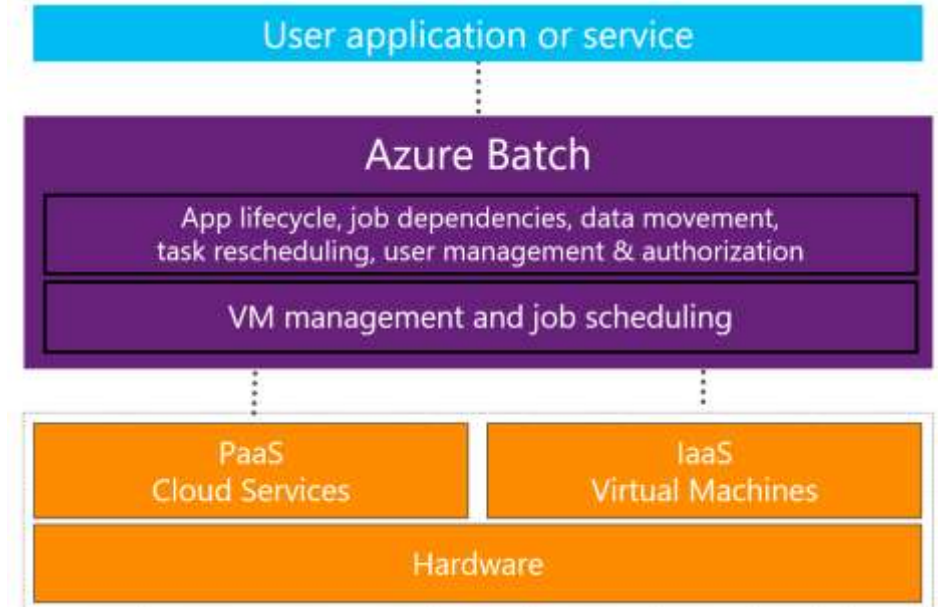 User application or service
Azure Batch
App lifecycle, job dependencies, data movement,
task rescheduling, user management & authorization
VM management and job scheduling
PaaS
Cloud Services
IaaS
Virtual Machines
Hardware